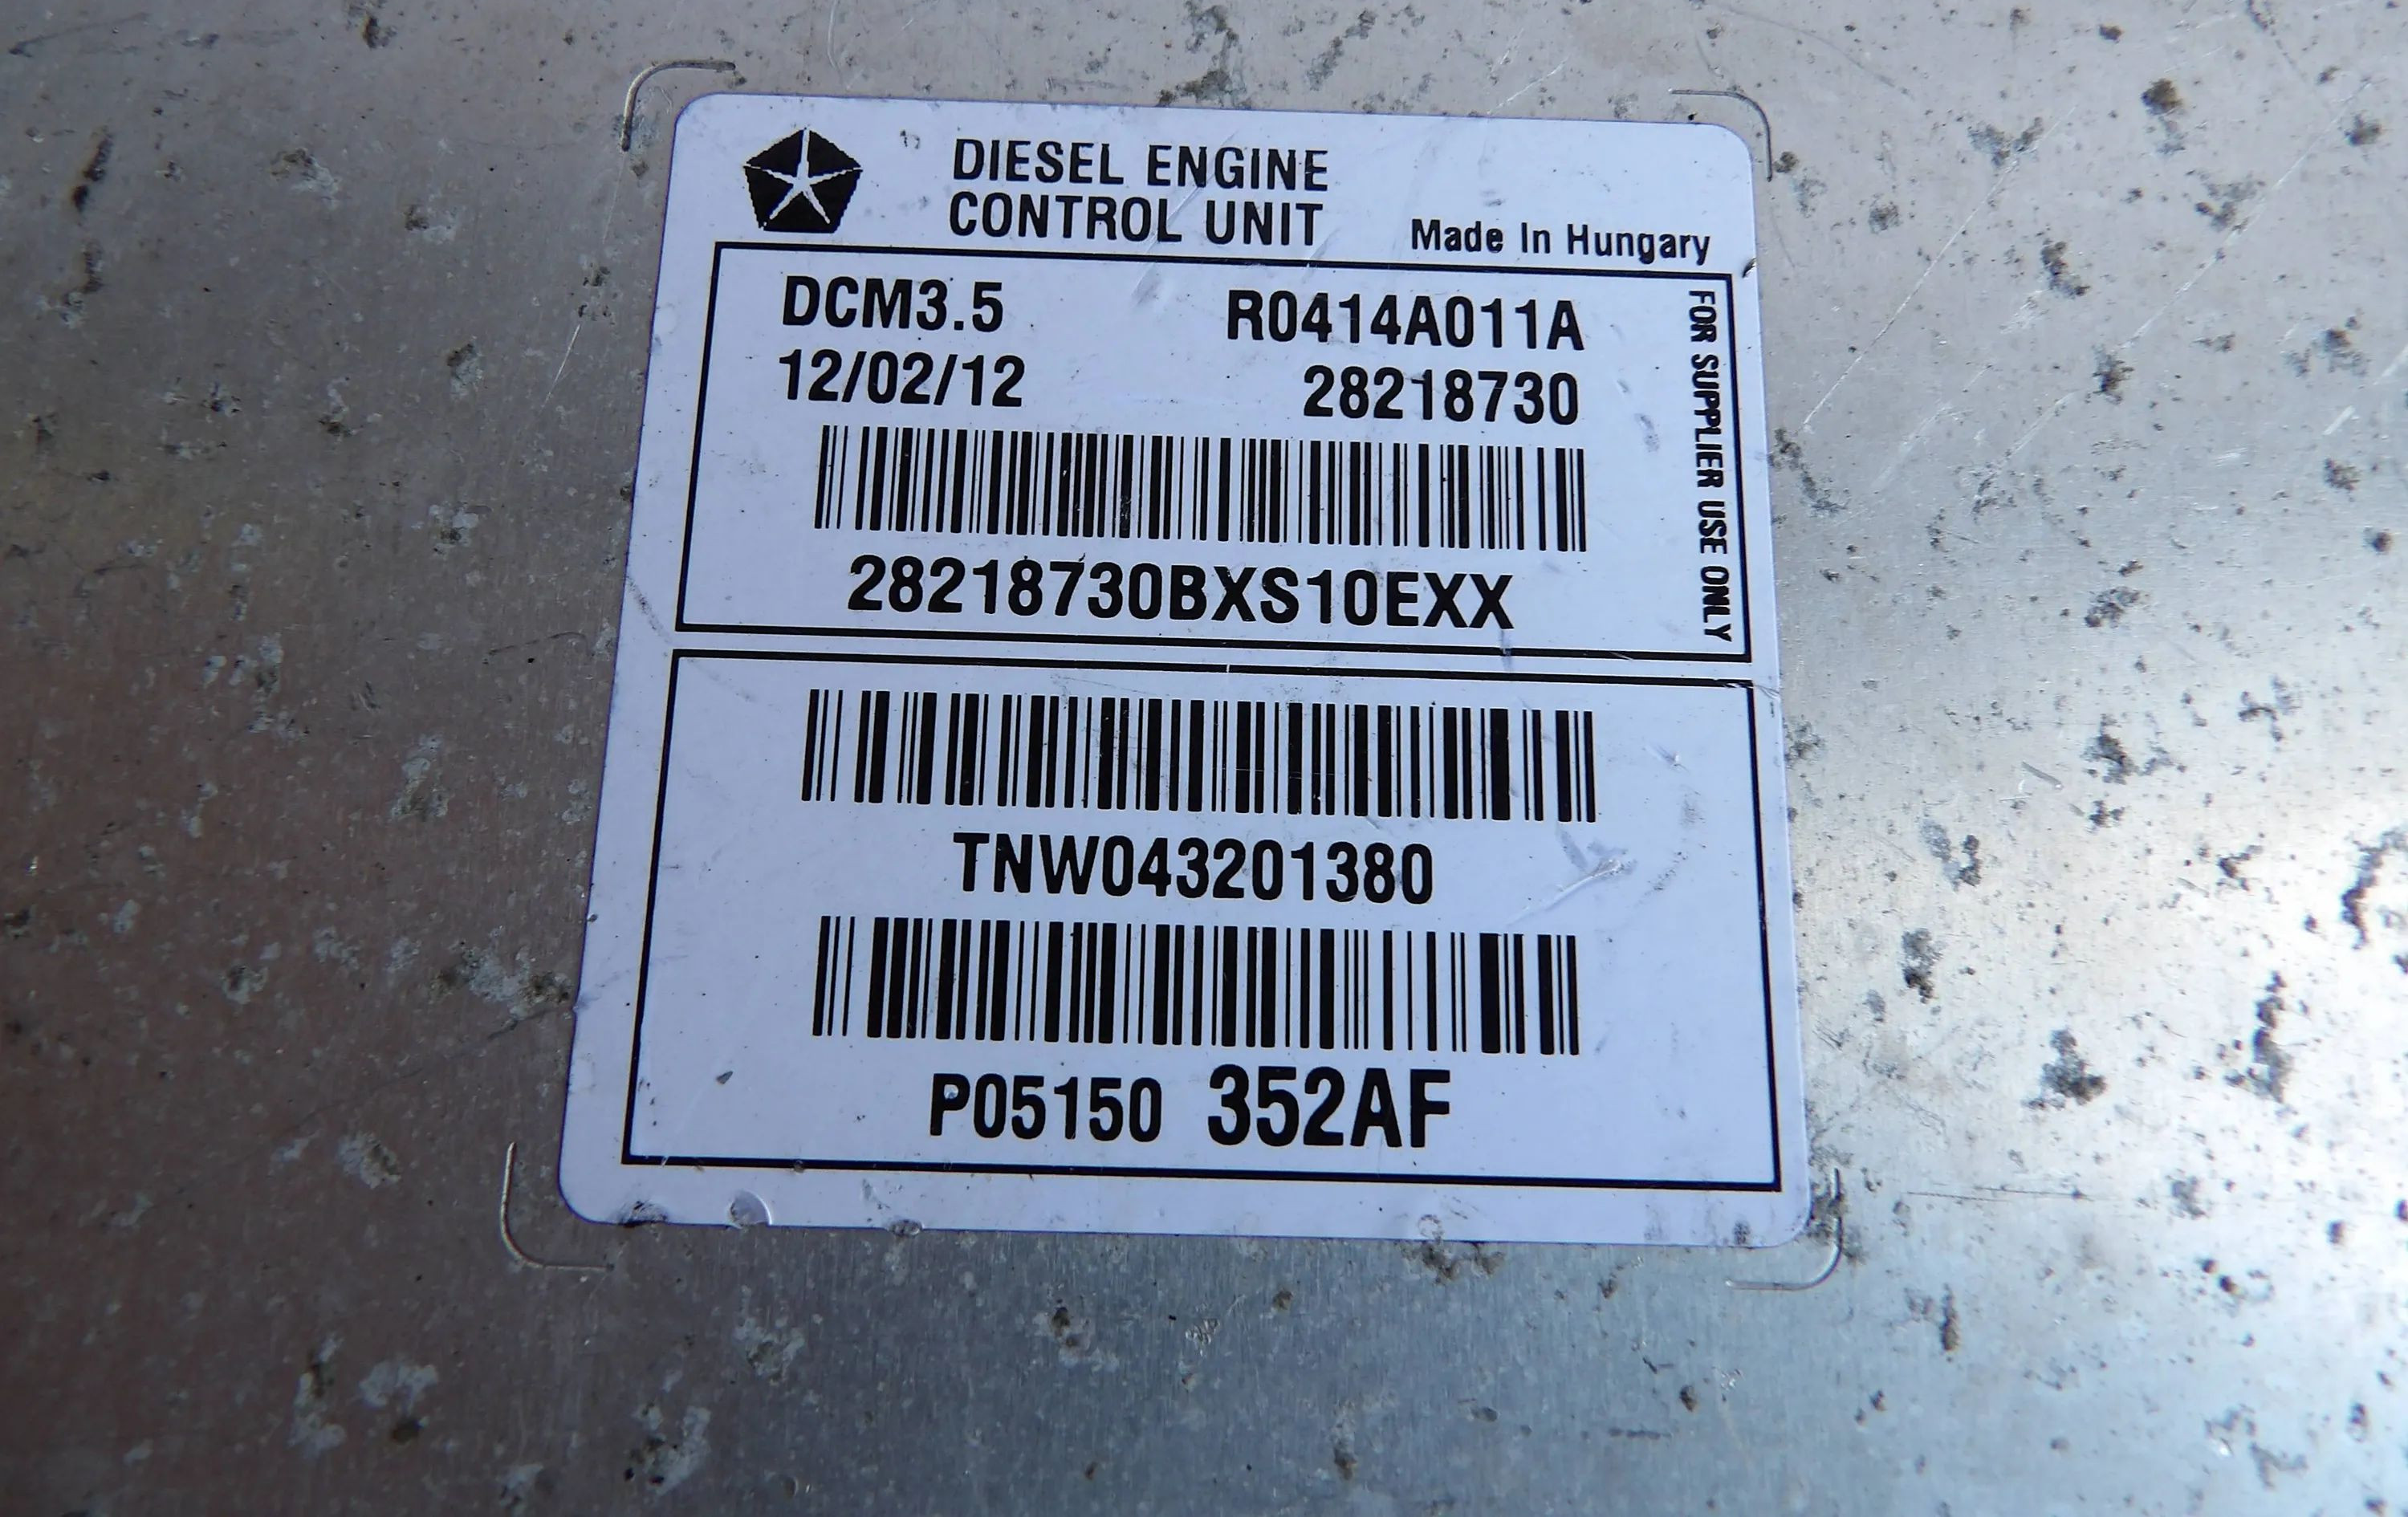 DIESEL ENGINE
CONTROL UNIT
Made In Hungary
DCM3.5 R0414A011A
12/02/12 28218730
28218730BXS10EXX
FOR SUPPLIER USE ONLY
TNW043201380
P05150 352AF